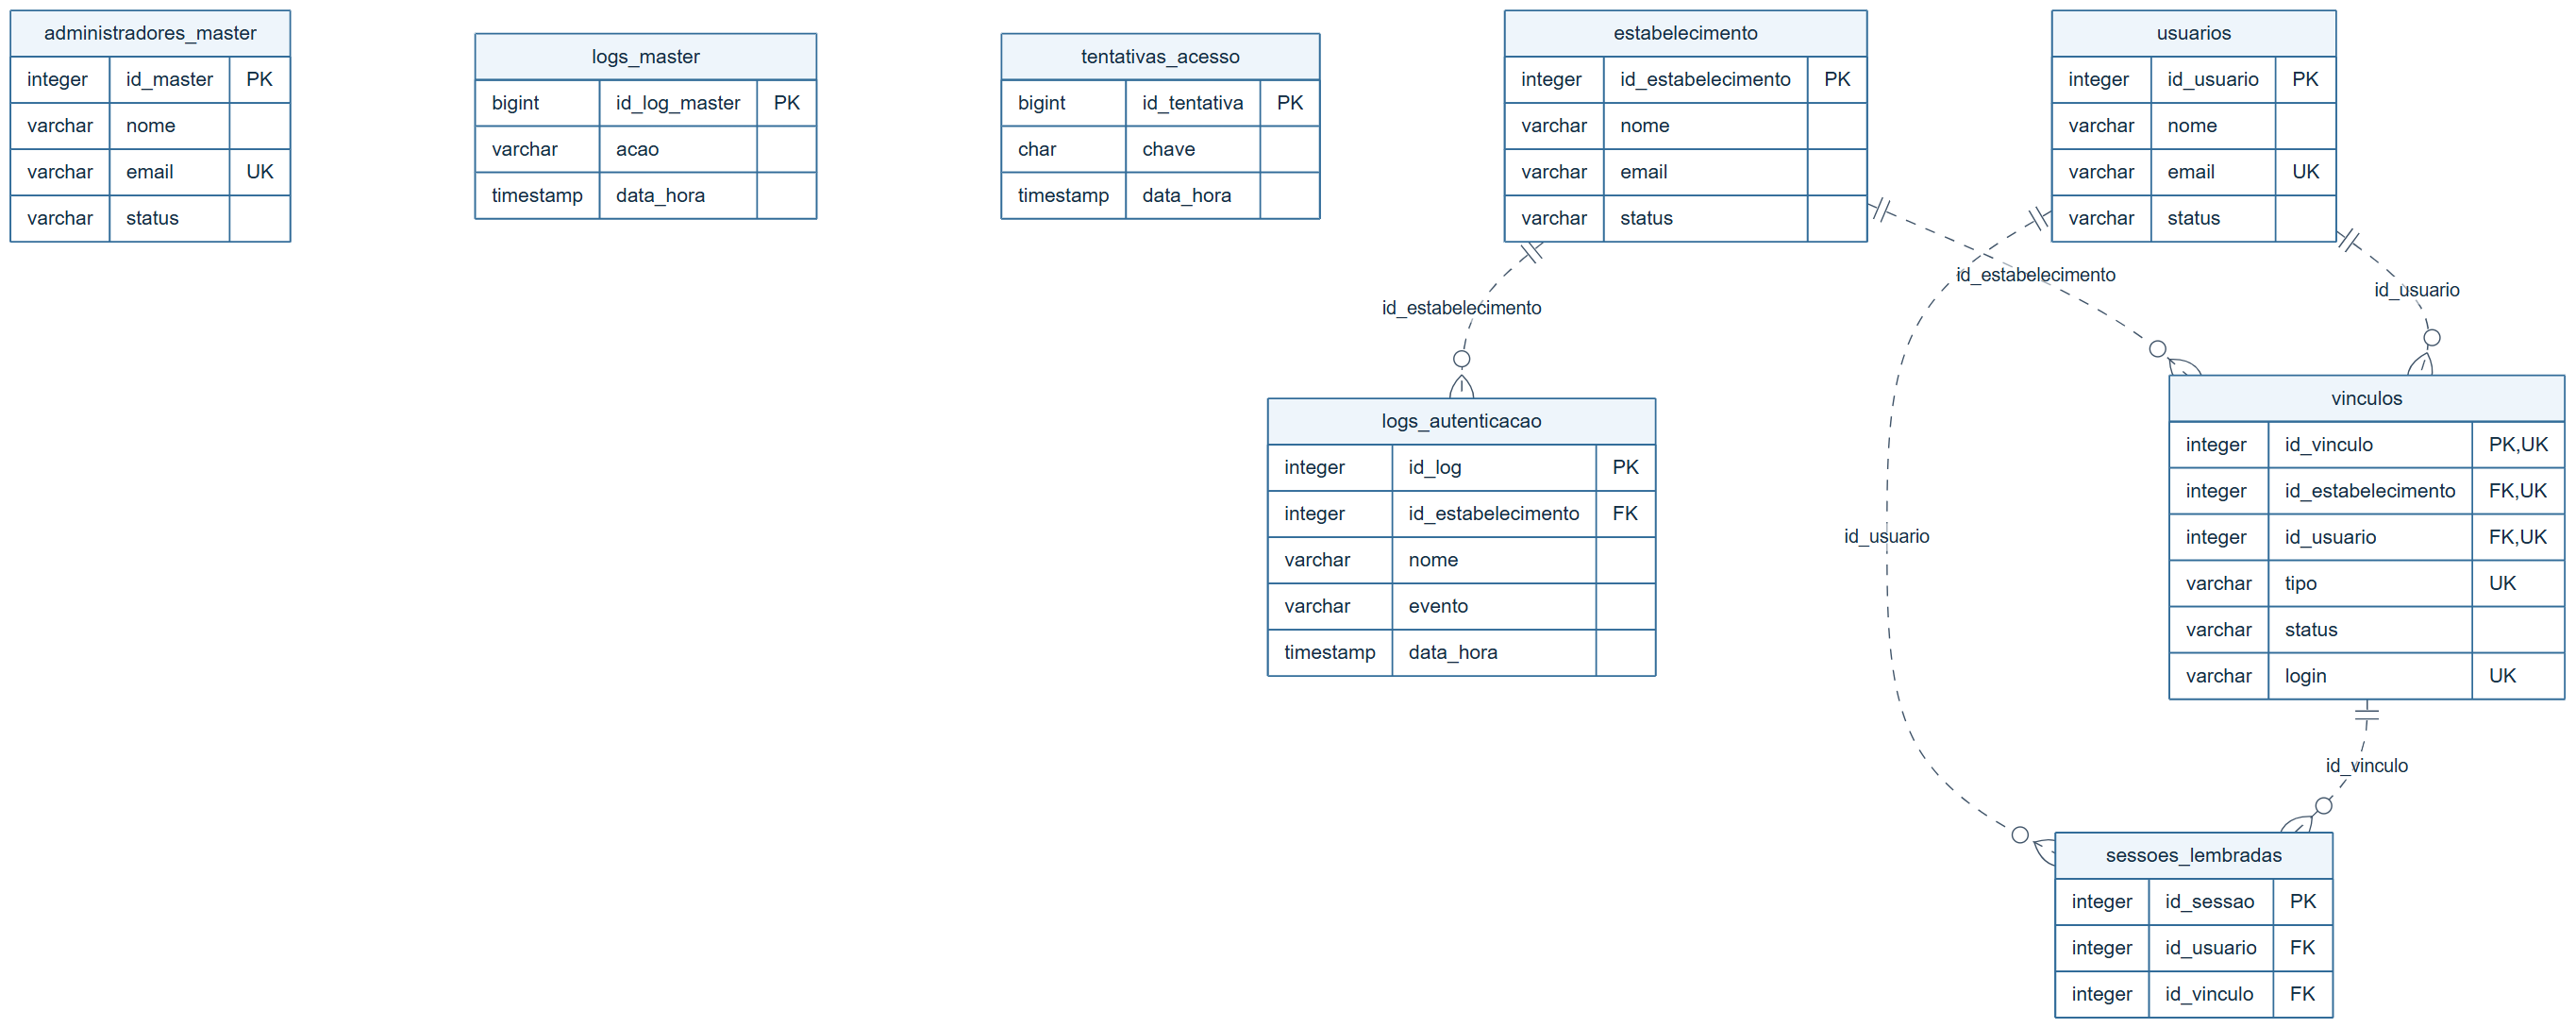 administradores_master
integer id_master PK
varchar nome
varchar email UK
varchar status
logs_master
bigint id_log_master PK
varchar acao
timestamp data_hora
tentativas_acesso
bigint id_tentativa PK
char chave
timestamp data_hora
estabelecimento
integer id_estabelecimento PK
varchar nome
varchar email
varchar status
usuarios
integer id_usuario PK
varchar nome
varchar email UK
varchar status
id_estabelecimento
id_estabelecimento
id_usuario
id_usuario
logs_autenticacao
integer id_log PK
integer id_estabelecimento FK
varchar nome
varchar evento
timestamp data_hora
vinculos
integer id_vinculo PK,UK
integer id_estabelecimento FK,UK
integer id_usuario FK,UK
varchar tipo UK
varchar status
varchar login UK
id_vinculo
sessoes_lembradas
integer id_sessao PK
integer id_usuario FK
integer id_vinculo FK